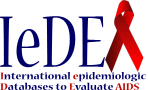 IeDEA
International epidemiologic
Databases to Evaluate AIDS